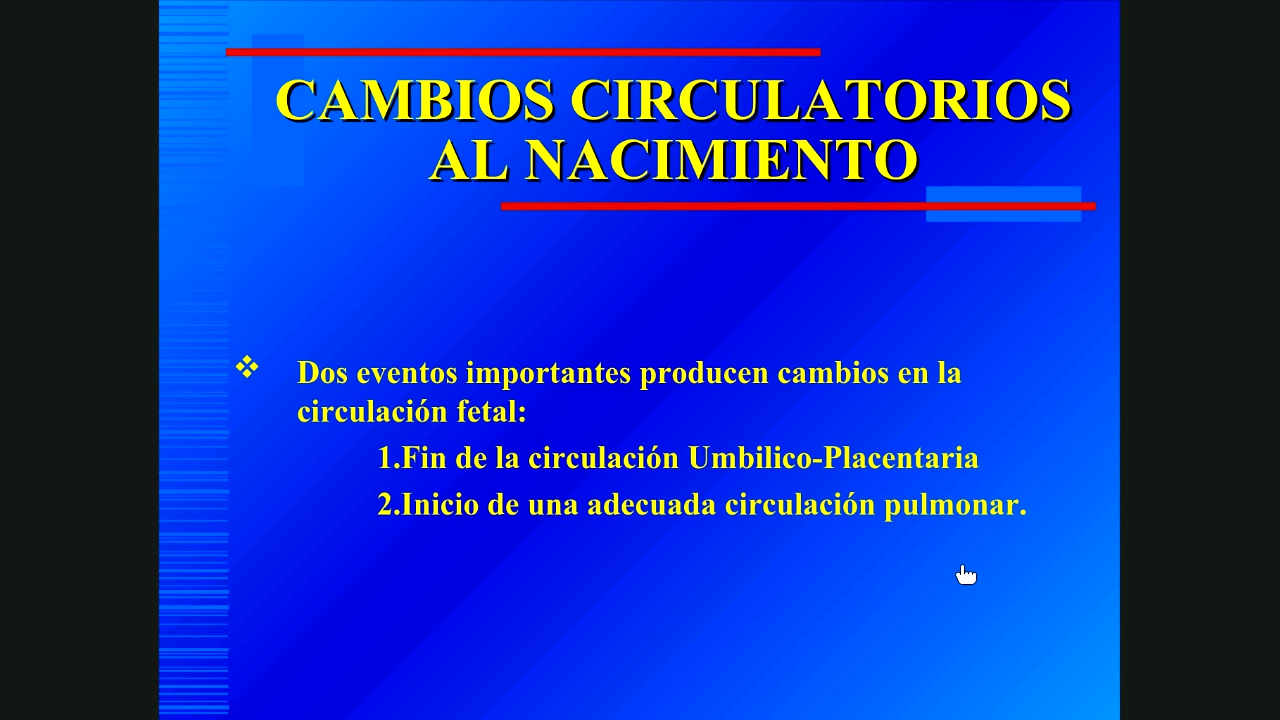 CAMBIOS CIRCULATORIOS
AL NACIMIENTO
Dos eventos importantes producen cambios en la
circulación fetal:
1.Fin de la circulación Umbilico-Placentaria
2.Inicio de una adecuada circulación pulmonar.